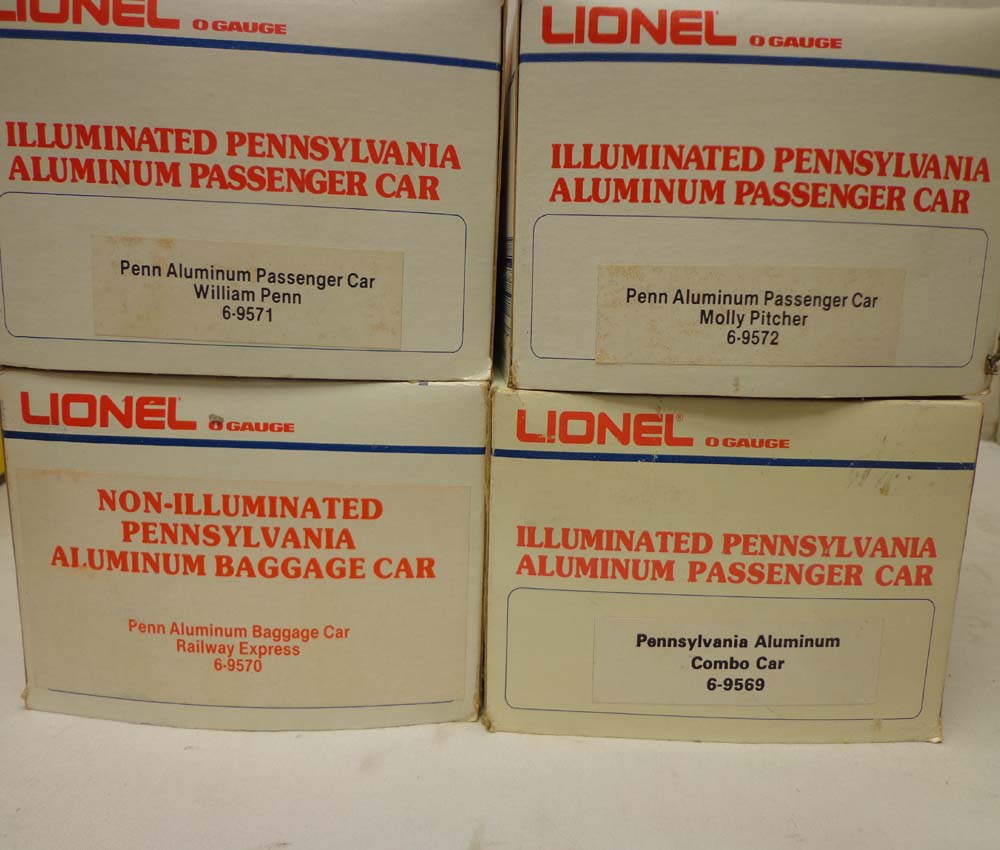 LIONEL O GAUGE
ILLUMINATED PENNSYLVANIA
ALUMINUM PASSENGER CAR
Penn Aluminum Passenger Car
William Penn
6-9571
LIONEL O GAUGE
ILLUMINATED PENNSYLVANIA
ALUMINUM PASSENGER CAR
Penn Aluminum Passenger Car
Molly Pitcher
6-9572
LIONEL O GAUGE
NON-ILLUMINATED
PENNSYLVANIA
ALUMINUM BAGGAGE CAR
Penn Aluminum Baggage Car
Railway Express
6-9570
LIONEL® O GAUGE
ILLUMINATED PENNSYLVANIA
ALUMINUM PASSENGER CAR
Pennsylvania Aluminum
Combo Car
6-9569